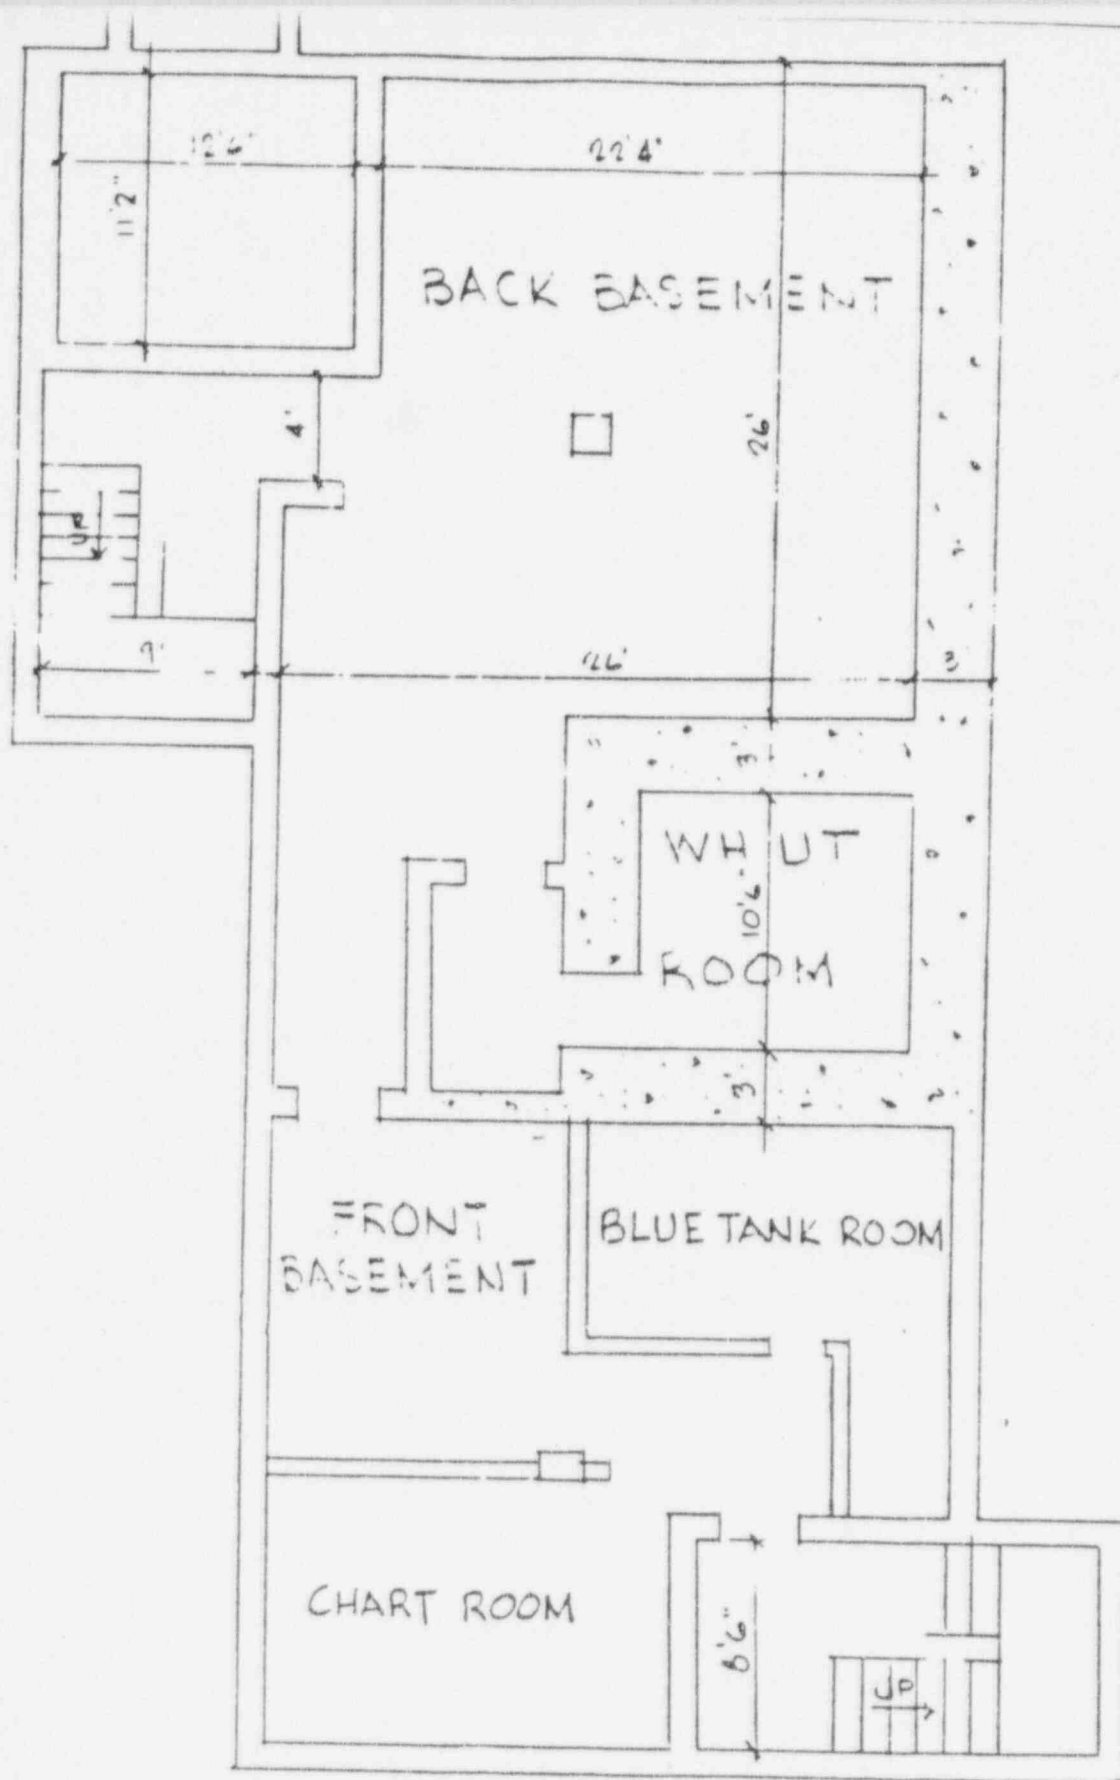 12'6"
22'4"
11'2"
BACK BASEMENT
4'
26'
UP
9'
26'
3'
3'
WH UT
10'6"
ROOM
3'
FRONT
BASEMENT
BLUE TANK ROOM
CHART ROOM
8'6"
UP